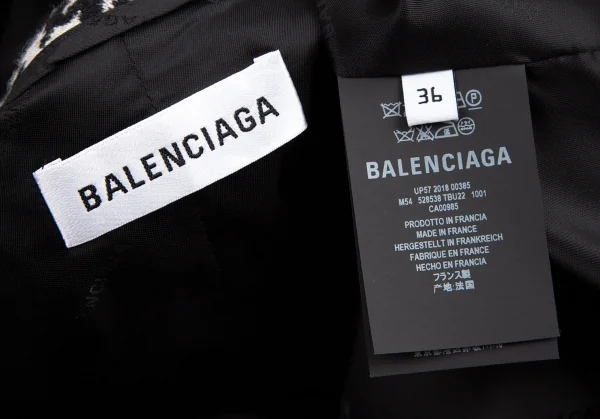 BALENCIAGA
36
BALENCIAGA
UP57 2018 00385
M54 528538 TBU22 1001
CA00985
PRODOTTO IN FRANCIA
MADE IN FRANCE
HERGESTELLT IN FRANKREICH
FABRIQUE EN FRANCE
HECHO EN FRANCIA
フランス製
产地:法国